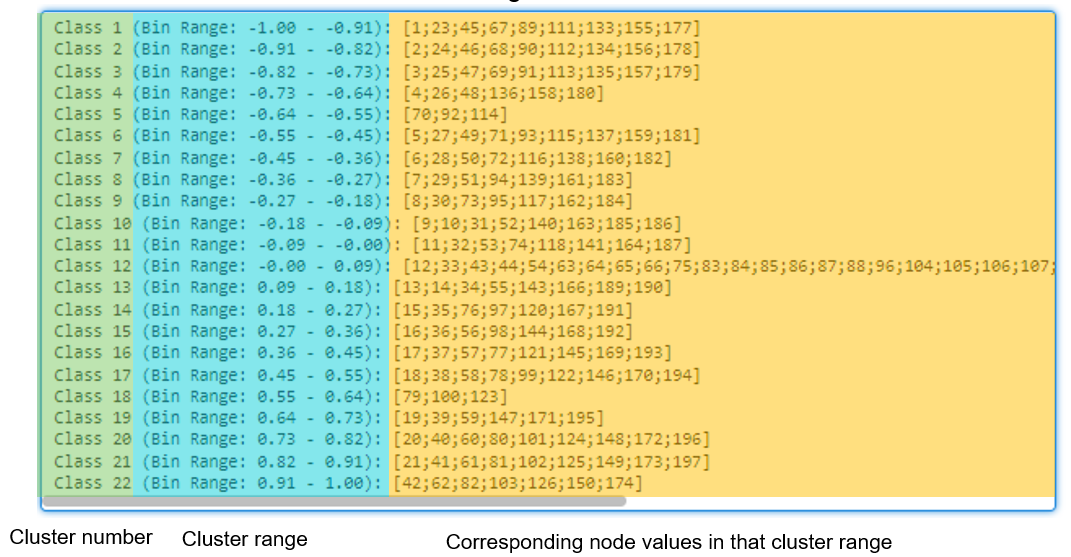 Class 1 (Bin Range: -1.00 - -0.91): [1;23;45;67;89;111;133;155;177]
Class 2 (Bin Range: -0.91 - -0.82): [2;24;46;68;90;112;134;156;178]
Class 3 (Bin Range: -0.82 - -0.73): [3;25;47;69;91;113;135;157;179]
Class 4 (Bin Range: -0.73 - -0.64): [4;26;48;136;158;180]
Class 5 (Bin Range: -0.64 - -0.55): [70;92;114]
Class 6 (Bin Range: -0.55 - -0.45): [5;27;49;71;93;115;137;159;181]
Class 7 (Bin Range: -0.45 - -0.36): [6;28;50;72;116;138;160;182]
Class 8 (Bin Range: -0.36 - -0.27): [7;29;51;94;139;161;183]
Class 9 (Bin Range: -0.27 - -0.18): [8;30;73;95;117;162;184]
Class 10 (Bin Range: -0.18 - -0.09): [9;10;31;52;140;163;185;186]
Class 11 (Bin Range: -0.09 - -0.00): [11;32;53;74;118;141;164;187]
Class 12 (Bin Range: -0.00 - 0.09): [12;33;43;44;54;63;64;65;66;75;83;84;85;86;87;88;96;104;105;106;107;
Class 13 (Bin Range: 0.09 - 0.18): [13;14;34;55;143;166;189;190]
Class 14 (Bin Range: 0.18 - 0.27): [15;35;76;97;120;167;191]
Class 15 (Bin Range: 0.27 - 0.36): [16;36;56;98;144;168;192]
Class 16 (Bin Range: 0.36 - 0.45): [17;37;57;77;121;145;169;193]
Class 17 (Bin Range: 0.45 - 0.55): [18;38;58;78;99;122;146;170;194]
Class 18 (Bin Range: 0.55 - 0.64): [79;100;123]
Class 19 (Bin Range: 0.64 - 0.73): [19;39;59;147;171;195]
Class 20 (Bin Range: 0.73 - 0.82): [20;40;60;80;101;124;148;172;196]
Class 21 (Bin Range: 0.82 - 0.91): [21;41;61;81;102;125;149;173;197]
Class 22 (Bin Range: 0.91 - 1.00): [42;62;82;103;126;150;174]
Cluster number Cluster range Corresponding node values in that cluster range